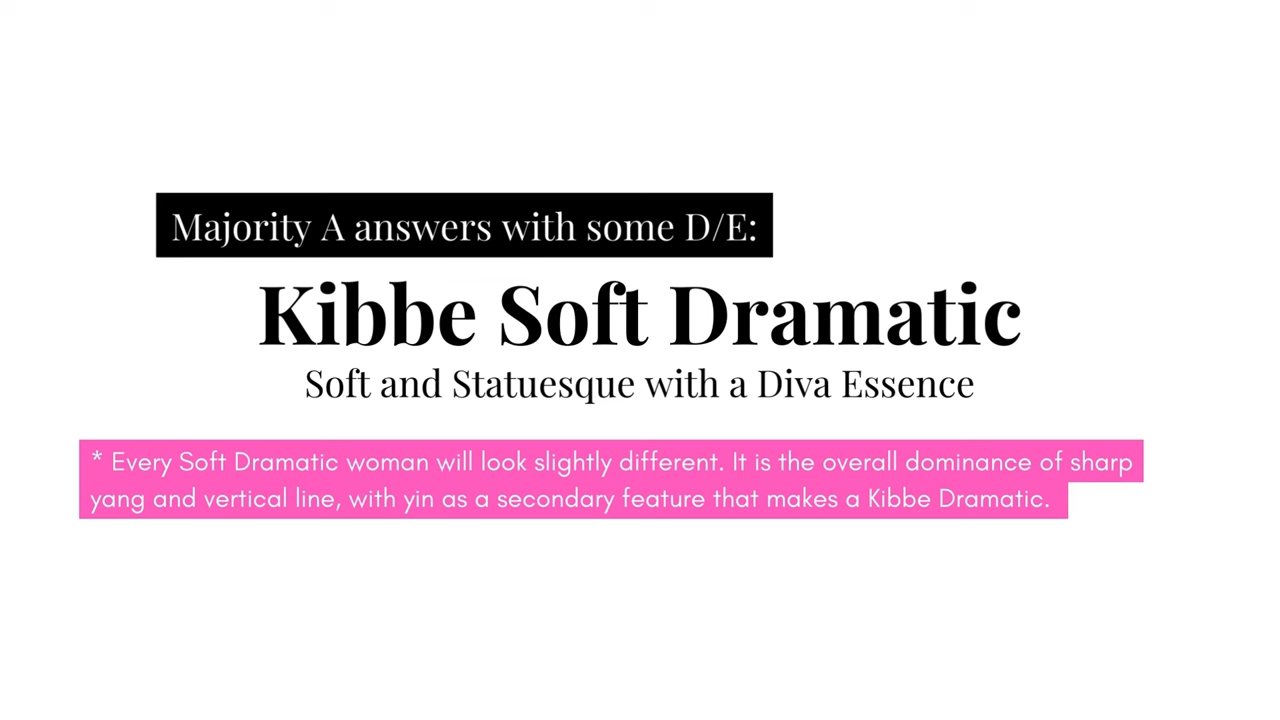 Majority A answers with some D/E:
Kibbe Soft Dramatic
Soft and Statuesque with a Diva Essence
* Every Soft Dramatic woman will look slightly different. It is the overall dominance of sharp
yang and vertical line, with yin as a secondary feature that makes a Kibbe Dramatic.